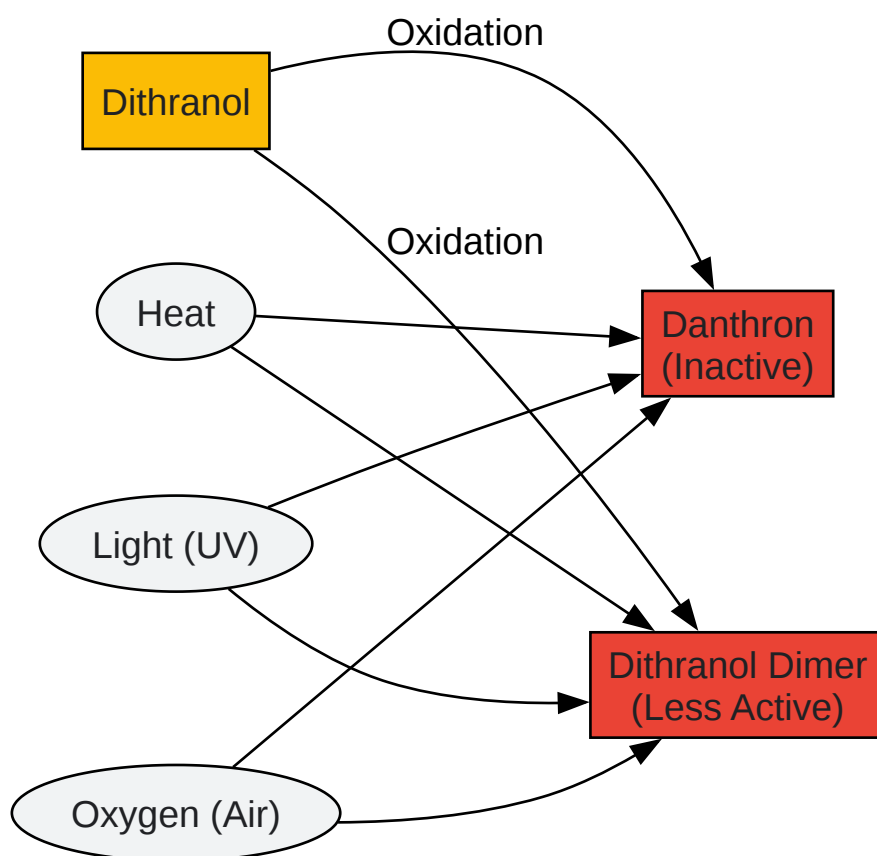 Oxidation
Dithranol
Oxidation
Heat
Danthron
(Inactive)
Light (UV)
Dithranol Dimer
(Less Active)
Oxygen (Air)